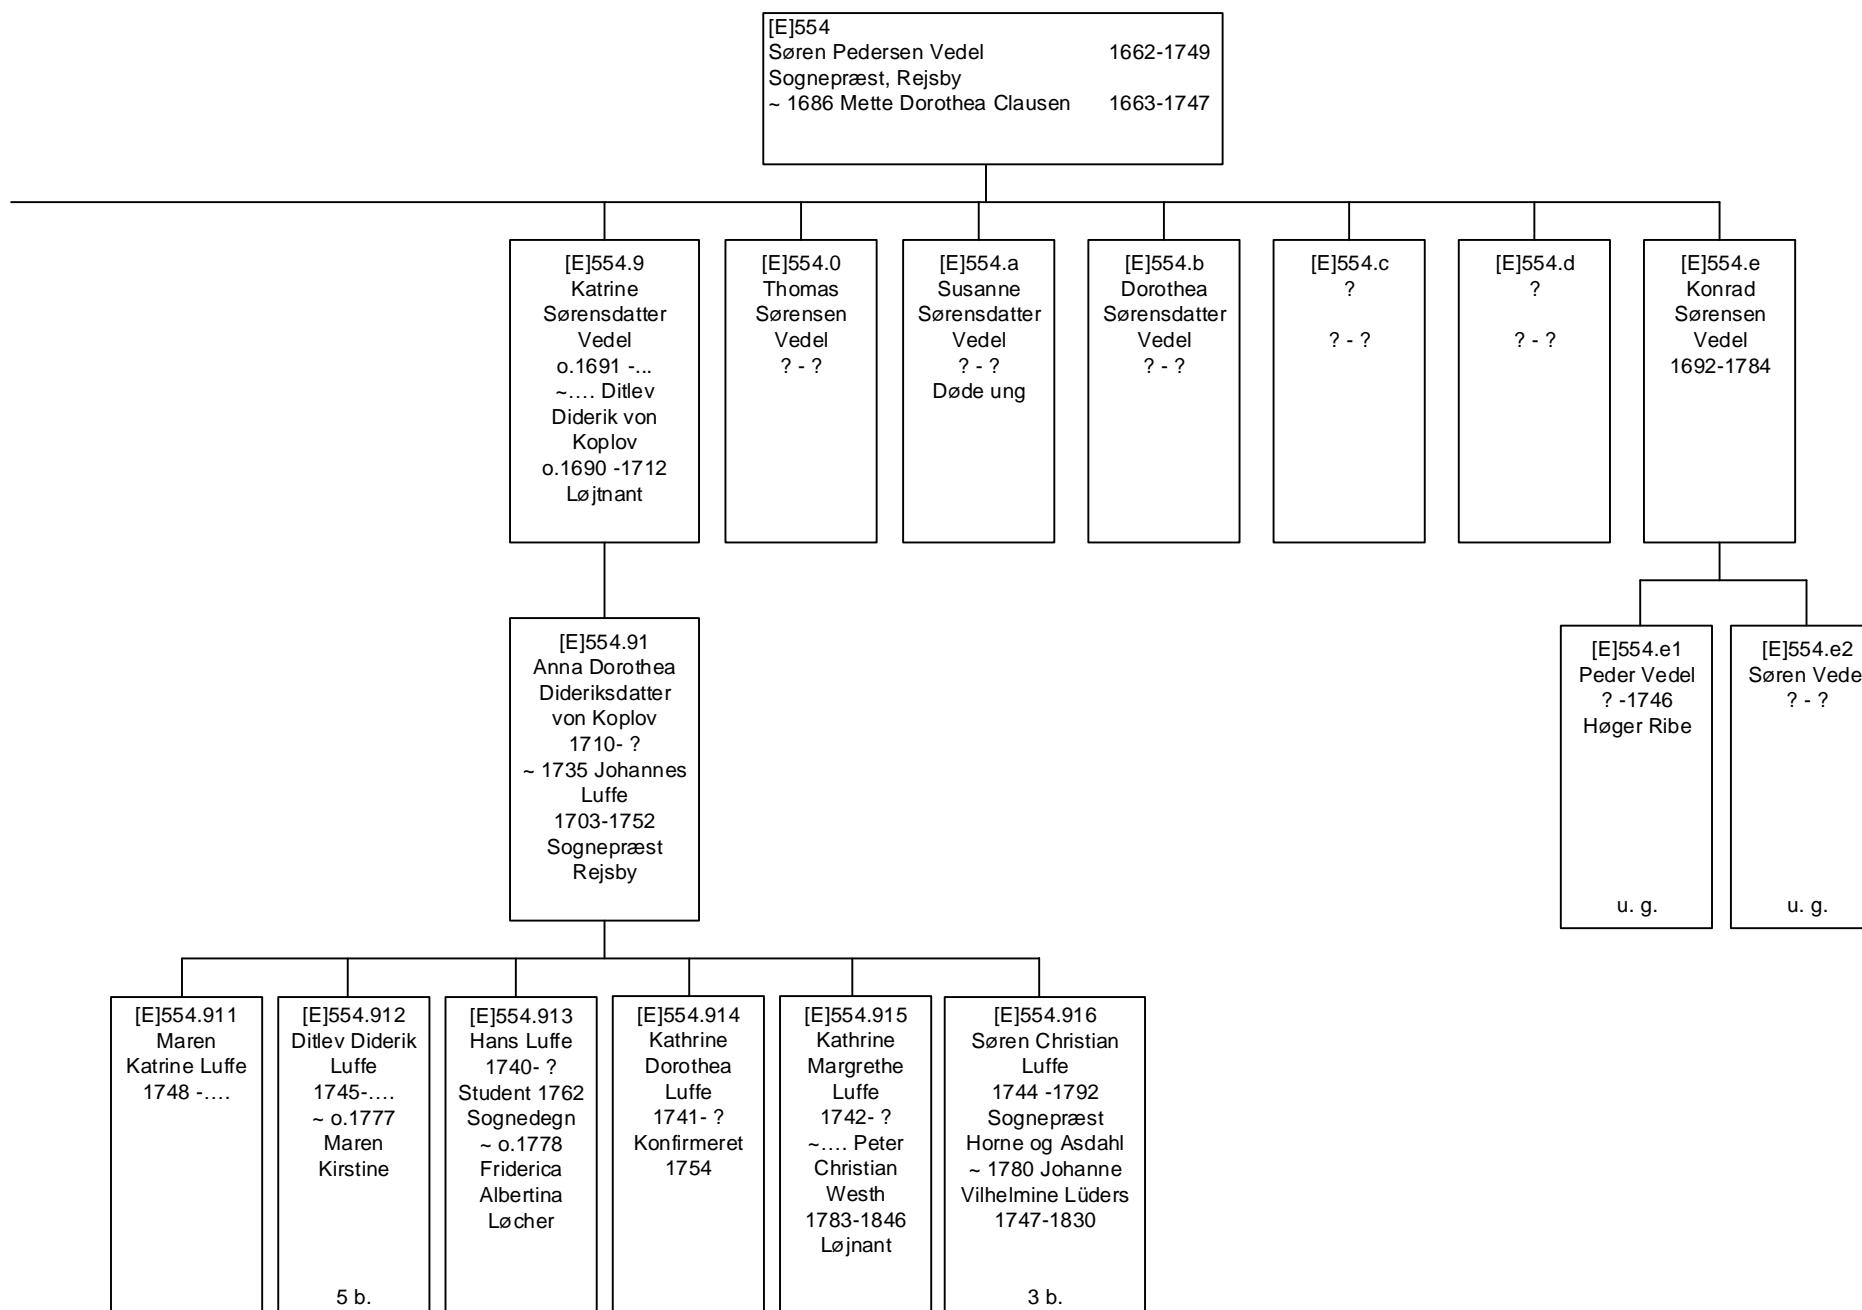 [E]554
Søren Pedersen Vedel 1662-1749
Sognepræst, Rejsby
~ 1686 Mette Dorothea Clausen 1663-1747
[E]554.9
Katrine
Sørensdatter
Vedel
o.1691 -...
~.... Ditlev
Diderik von
Koplov
o.1690 -1712
Løjtnant
[E]554.0
Thomas
Sørensen
Vedel
? - ?
[E]554.a
Susanne
Sørensdatter
Vedel
? - ?
Døde ung
[E]554.b
Dorothea
Sørensdatter
Vedel
? - ?
[E]554.c
?
? - ?
[E]554.d
?
? - ?
[E]554.e
Konrad
Sørensen
Vedel
1692-1784
[E]554.91
Anna Dorothea
Dideriksdatter
von Koplov
1710- ?
~ 1735 Johannes
Luffe
1703-1752
Sognepræst
Rejsby
[E]554.e1
Peder Vedel
? -1746
Høger Ribe
u. g.
[E]554.e2
Søren Vede
? - ?
u. g.
[E]554.911
Maren
Katrine Luffe
1748 -....
[E]554.912
Ditlev Diderik
Luffe
1745-....
~ o.1777
Maren
Kirstine
5 b.
[E]554.913
Hans Luffe
1740- ?
Student 1762
Sognedegn
~ o.1778
Friderica
Albertina
Løcher
[E]554.914
Kathrine
Dorothea
Luffe
1741- ?
Konfirmeret
1754
[E]554.915
Kathrine
Margrethe
Luffe
1742- ?
~.... Peter
Christian
Westh
1783-1846
Løjnant
[E]554.916
Søren Christian
Luffe
1744 -1792
Sognepræst
Horne og Asdahl
~ 1780 Johanne
Vilhelmine Lüders
1747-1830
3 b.